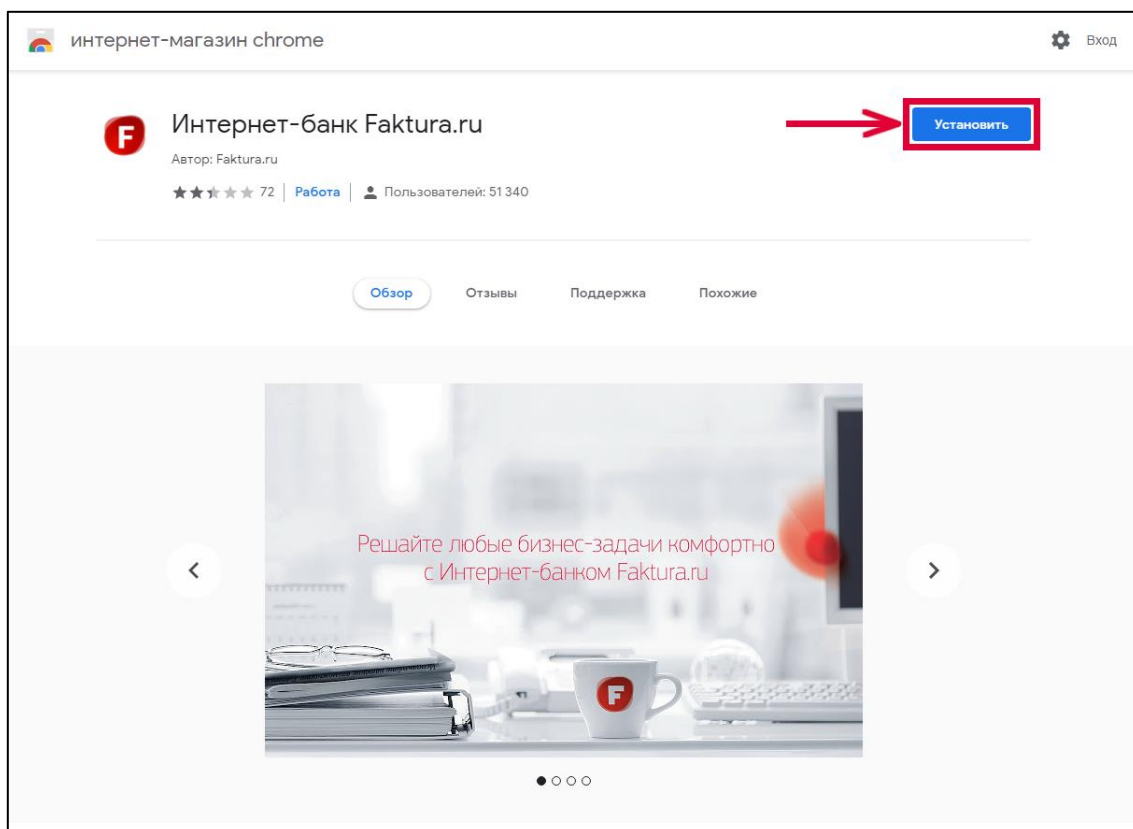 интернет-магазин chrome
Вход
F
Интернет-банк Faktura.ru
Установить
Автор: Faktura.ru
72 | Работа | Пользователей: 51 340
Обзор Отзывы Поддержка Похожие
Решайте любые бизнес-задачи комфортно
с Интернет-банком Faktura.ru
F